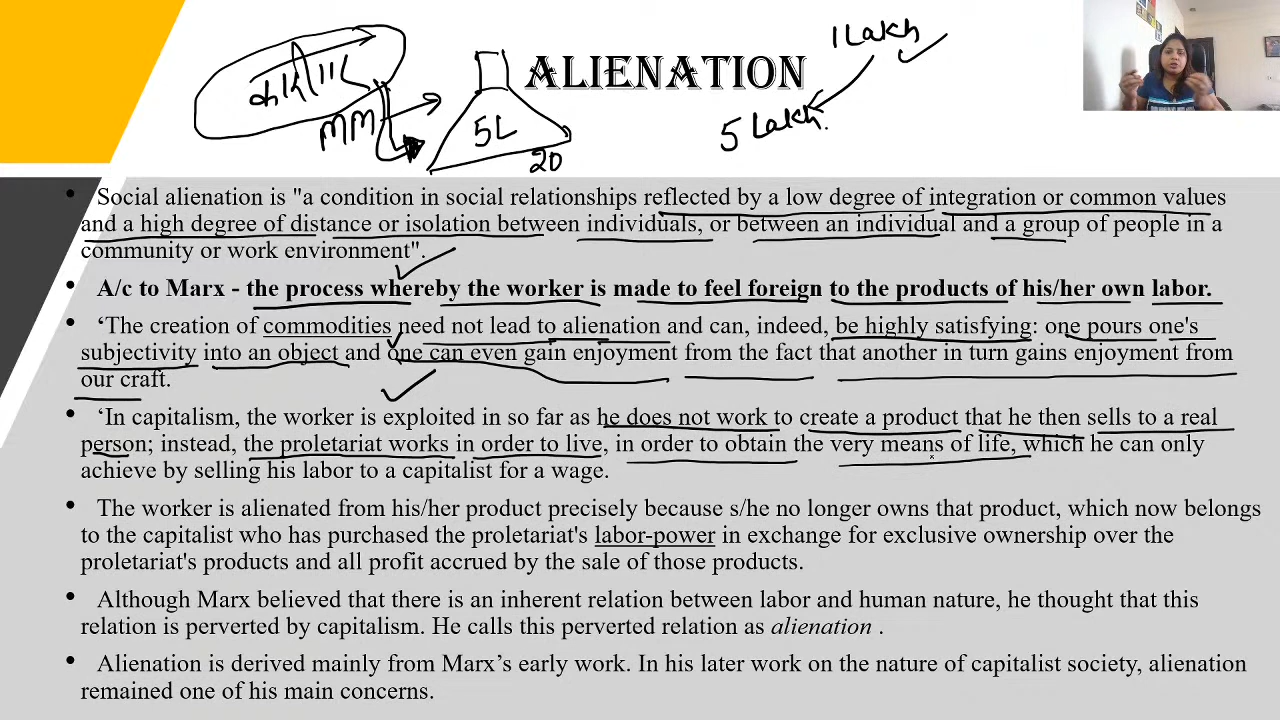 1 Lakh
ALIENATION
कारीगर
MM
5L
20
5 Lakh.
• Social alienation is "a condition in social relationships reflected by a low degree of integration or common values
and a high degree of distance or isolation between individuals, or between an individual and a group of people in a
community or work environment".
• A/c to Marx - the process whereby the worker is made to feel foreign to the products of his/her own labor.
• ‘The creation of commodities need not lead to alienation and can, indeed, be highly satisfying: one pours one's
subjectivity into an object and one can even gain enjoyment from the fact that another in turn gains enjoyment from
our craft.
• ‘In capitalism, the worker is exploited in so far as he does not work to create a product that he then sells to a real
person; instead, the proletariat works in order to live, in order to obtain the very means of life, which he can only
achieve by selling his labor to a capitalist for a wage.
• The worker is alienated from his/her product precisely because s/he no longer owns that product, which now belongs
to the capitalist who has purchased the proletariat's labor-power in exchange for exclusive ownership over the
proletariat's products and all profit accrued by the sale of those products.
• Although Marx believed that there is an inherent relation between labor and human nature, he thought that this
relation is perverted by capitalism. He calls this perverted relation as alienation .
• Alienation is derived mainly from Marx’s early work. In his later work on the nature of capitalist society, alienation
remained one of his main concerns.